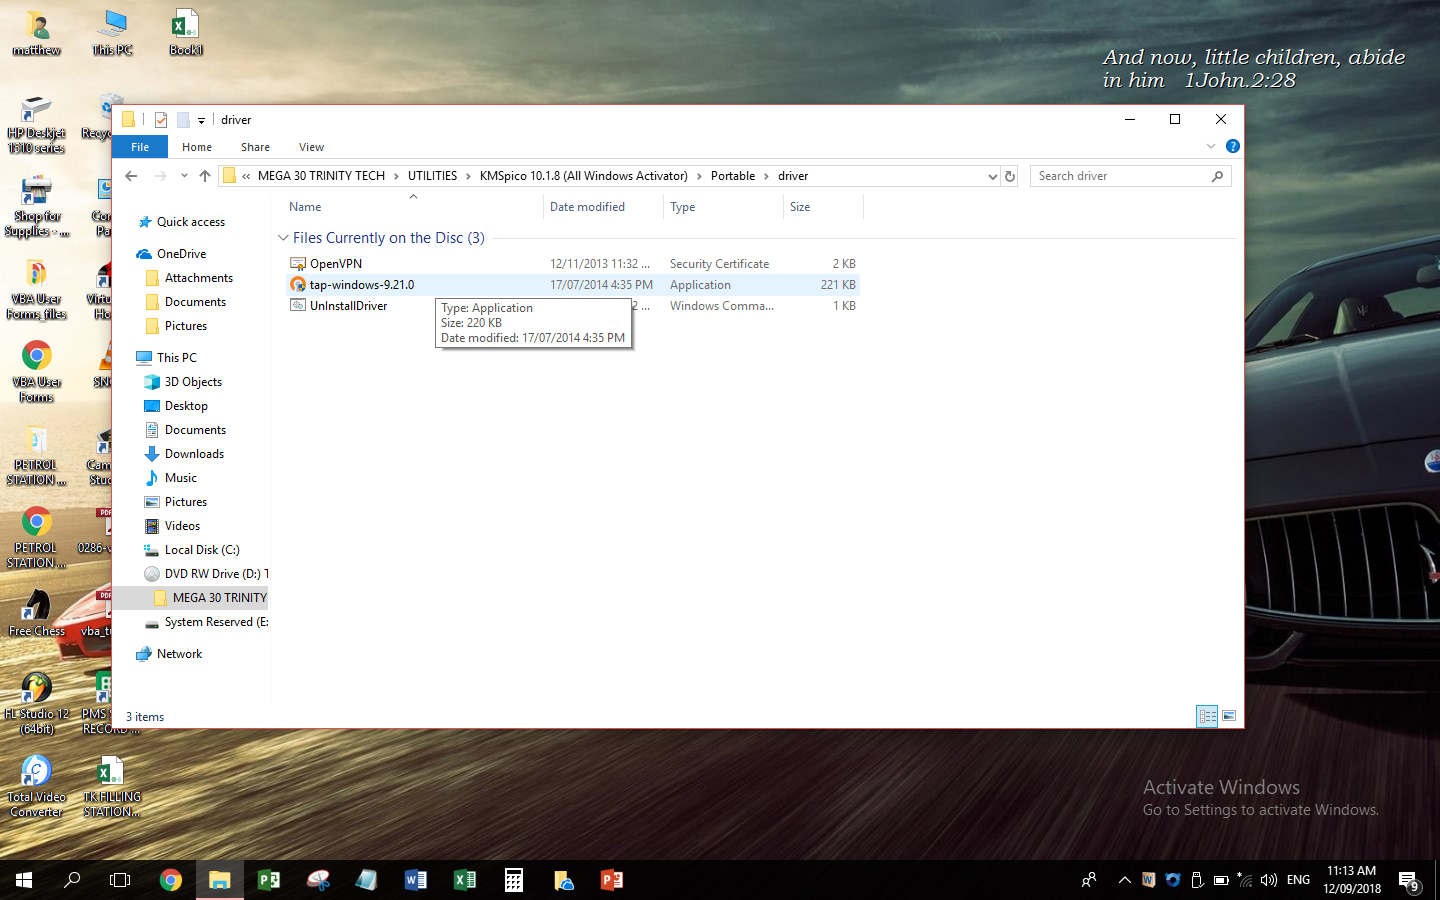 matthew
This PC
Book1
And now, little children, abide
in him 1John.2:28
HP Deskjet
1510 series
Recyc
Shop for
Supplies - ...
Con
Pa
VBA User
Forms_files
Virtu
Ho
VBA User
Forms
SN
PETROL
STATION ...
Cam
Stud
PETROL
STATION ...
0286-v
Free Chess
vba_tu
FL Studio 12
(64bit)
PMS S
RECORD ...
Total Video
Converter
TK FILLING
STATION...
driver
File
Home
Share
View
« MEGA 30 TRINITY TECH › UTILITIES › KMSpico 10.1.8 (All Windows Activator) › Portable › driver
Search driver
Name
Date modified
Type
Size
Files Currently on the Disc (3)
OpenVPN 12/11/2013 11:32 ... Security Certificate 2 KB
tap-windows-9.21.0 17/07/2014 4:35 PM Application 221 KB
UnInstallDriver 2 ... Windows Comma... 1 KB
Type: Application
Size: 220 KB
Date modified: 17/07/2014 4:35 PM
Quick access
OneDrive
Attachments
Documents
Pictures
This PC
3D Objects
Desktop
Documents
Downloads
Music
Pictures
Videos
Local Disk (C:)
DVD RW Drive (D:) T
MEGA 30 TRINITY
System Reserved (E:
Network
3 items
Activate Windows
Go to Settings to activate Windows.
ENG
11:13 AM
12/09/2018
9